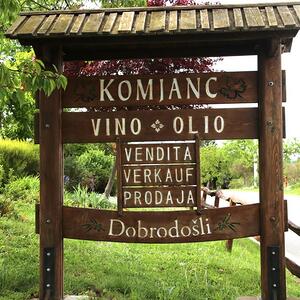 KOMJANC
VINO OLIO
VENDITA
VERKAUF
PRODAJA
Dobrodošli